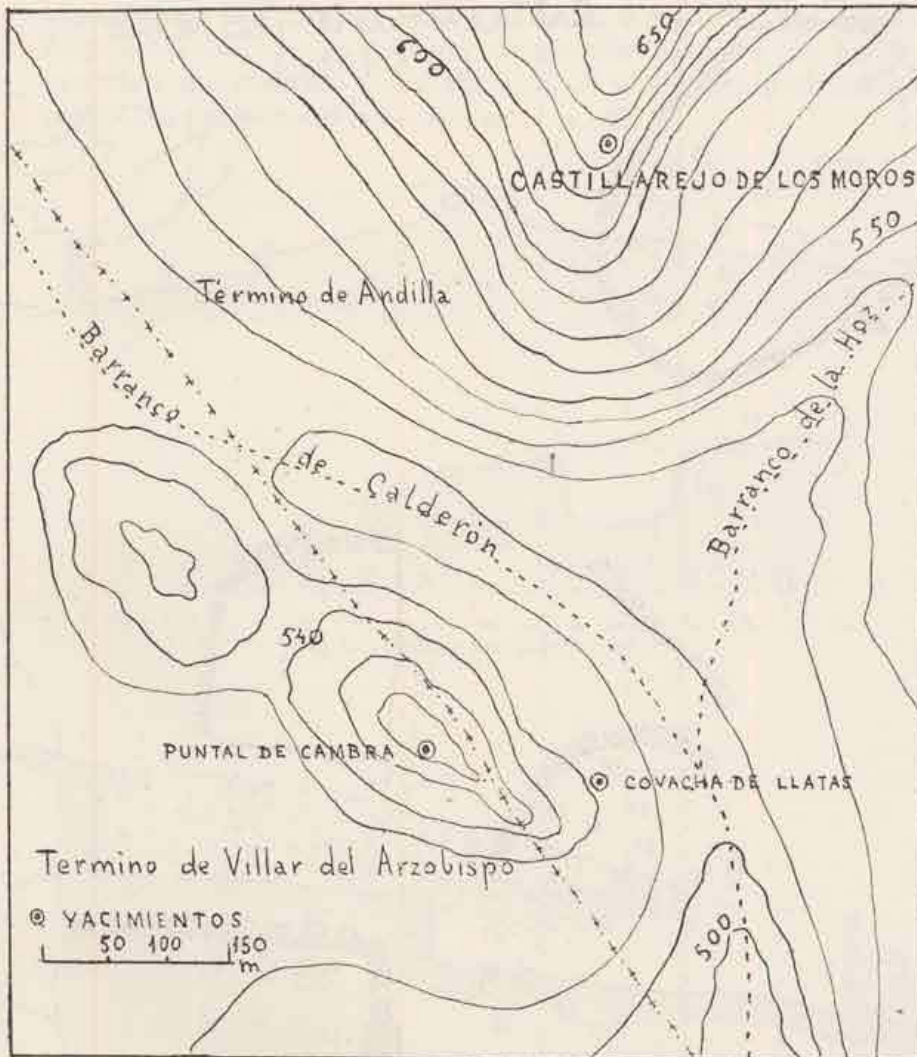 600
650
CASTILLAREJO DE LOS MOROS
550
Término de Andilla
Barranco de Calderón
Barranco de la Hoz
540
PUNTAL DE CAMBRA
COVACHA DE LLATAS
Termino de Villar del Arzobispo
YACIMIENTOS
50 100 150
m
500